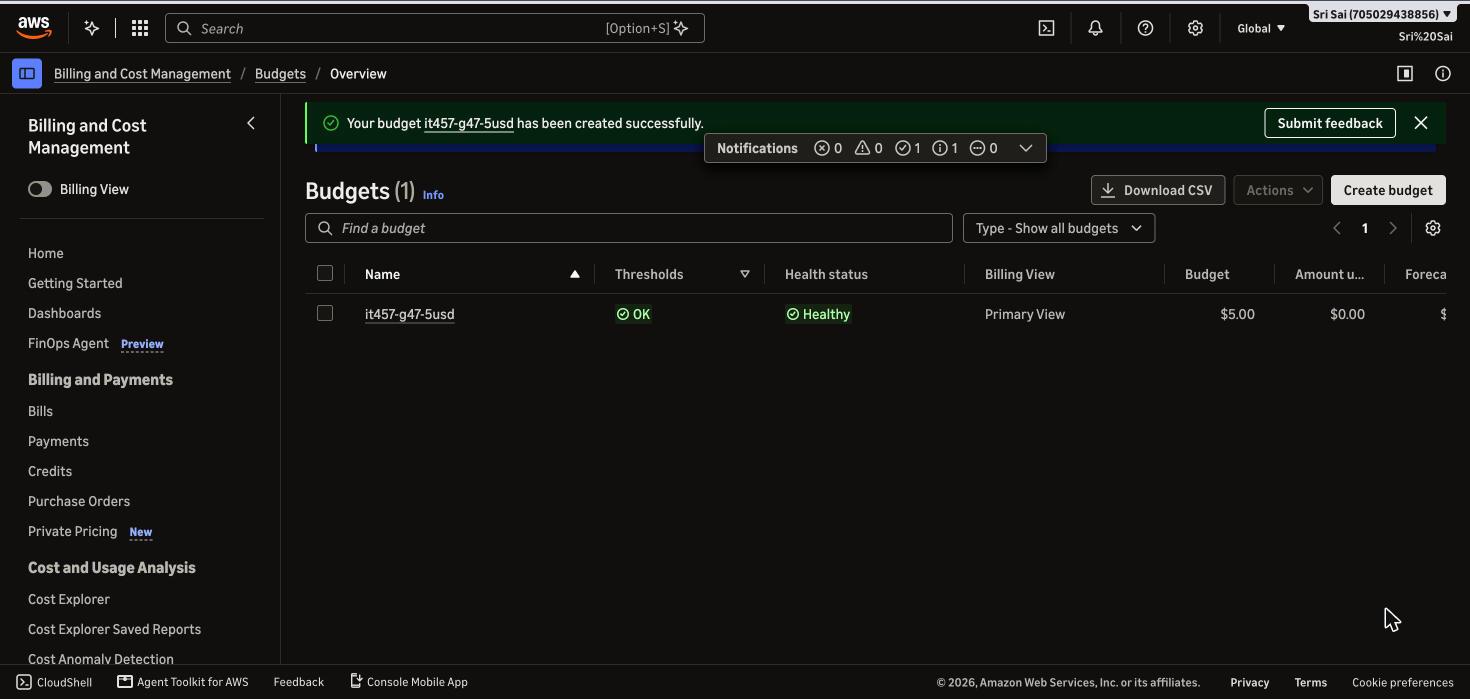 aws
Search [Option+S]
Global
Sri Sai (705029438856)
Sri%20Sai
Billing and Cost Management / Budgets / Overview
Billing and Cost
Management
Billing View
Home
Getting Started
Dashboards
FinOps Agent Preview
Billing and Payments
Bills
Payments
Credits
Purchase Orders
Private Pricing New
Cost and Usage Analysis
Cost Explorer
Cost Explorer Saved Reports
Cost Anomaly Detection
Your budget it457-g47-5usd has been created successfully.
Submit feedback
Notifications 0 0 1 1 0
Budgets (1) Info
Download CSV
Actions
Create budget
Find a budget
Type - Show all budgets
1
Name Thresholds Health status Billing View Budget Amount u... Foreca
it457-g47-5usd OK Healthy Primary View $5.00 $0.00 $
CloudShell Agent Toolkit for AWS Feedback Console Mobile App
© 2026, Amazon Web Services, Inc. or its affiliates. Privacy Terms Cookie preferences